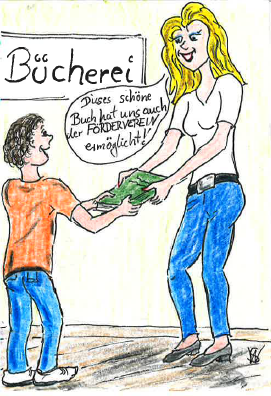 Bücherei
Dieses schöne
Buch hat uns auch
der FÖRDERVEREIN
ermöglicht!